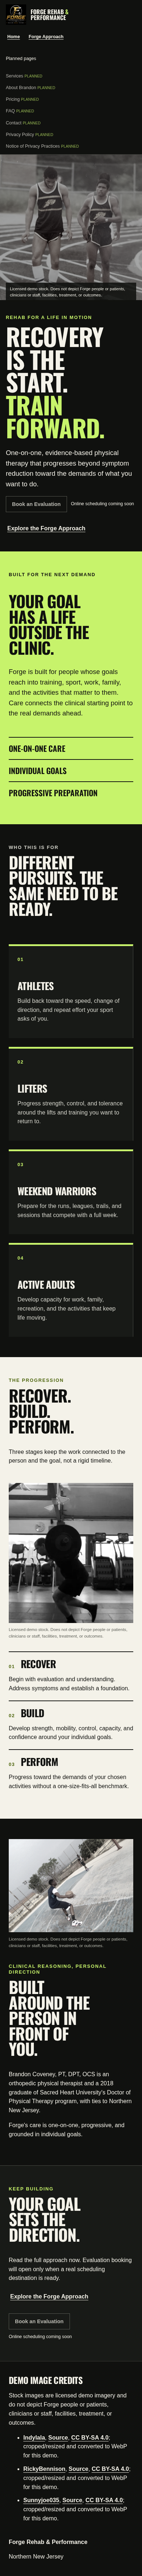 FORGE REHAB &
PERFORMANCE
Home Forge Approach
Planned pages
Services PLANNED
About Brandon PLANNED
Pricing PLANNED
FAQ PLANNED
Contact PLANNED
Privacy Policy PLANNED
Notice of Privacy Practices PLANNED
Licensed demo stock. Does not depict Forge people or patients,
clinicians or staff, facilities, treatment, or outcomes.
REHAB FOR A LIFE IN MOTION
RECOVERY
IS THE
START.
TRAIN
FORWARD.
One-on-one, evidence-based physical
therapy that progresses beyond symptom
reduction toward the demands of what you
want to do.
Book an Evaluation Online scheduling coming soon
Explore the Forge Approach
BUILT FOR THE NEXT DEMAND
YOUR GOAL
HAS A LIFE
OUTSIDE THE
CLINIC.
Forge is built for people whose goals
reach into training, sport, work, family,
and the activities that matter to them.
Care connects the clinical starting point to
the real demands ahead.
ONE-ON-ONE CARE
INDIVIDUAL GOALS
PROGRESSIVE PREPARATION
WHO THIS IS FOR
DIFFERENT
PURSUITS. THE
SAME NEED TO BE
READY.
01
ATHLETES
Build back toward the speed, change of
direction, and repeat effort your sport
asks of you.
02
LIFTERS
Progress strength, control, and tolerance
around the lifts and training you want to
return to.
03
WEEKEND WARRIORS
Prepare for the runs, leagues, trails, and
sessions that compete with a full week.
04
ACTIVE ADULTS
Develop capacity for work, family,
recreation, and the activities that keep
life moving.
THE PROGRESSION
RECOVER.
BUILD.
PERFORM.
Three stages keep the work connected to the
person and the goal, not a rigid timeline.
Licensed demo stock. Does not depict Forge people or patients,
clinicians or staff, facilities, treatment, or outcomes.
01 RECOVER
Begin with evaluation and understanding.
Address symptoms and establish a foundation.
02 BUILD
Develop strength, mobility, control, capacity, and
confidence around your individual goals.
03 PERFORM
Progress toward the demands of your chosen
activities without a one-size-fits-all benchmark.
Licensed demo stock. Does not depict Forge people or patients,
clinicians or staff, facilities, treatment, or outcomes.
CLINICAL REASONING, PERSONAL
DIRECTION
BUILT
AROUND THE
PERSON IN
FRONT OF
YOU.
Brandon Coveney, PT, DPT, OCS is an
orthopedic physical therapist and a 2018
graduate of Sacred Heart University's Doctor of
Physical Therapy program, with ties to Northern
New Jersey.
Forge's care is one-on-one, progressive, and
grounded in individual goals.
KEEP BUILDING
YOUR GOAL
SETS THE
DIRECTION.
Read the full approach now. Evaluation booking
will open only when a real scheduling
destination is ready.
Explore the Forge Approach
Book an Evaluation
Online scheduling coming soon
DEMO IMAGE CREDITS
Stock images are licensed demo imagery and
do not depict Forge people or patients,
clinicians or staff, facilities, treatment, or
outcomes.
• Indylala, Source, CC BY-SA 4.0;
cropped/resized and converted to WebP
for this demo.
• RickyBennison, Source, CC BY-SA 4.0;
cropped/resized and converted to WebP
for this demo.
• Sunnyjoe035, Source, CC BY-SA 4.0;
cropped/resized and converted to WebP
for this demo.
Forge Rehab & Performance
Northern New Jersey